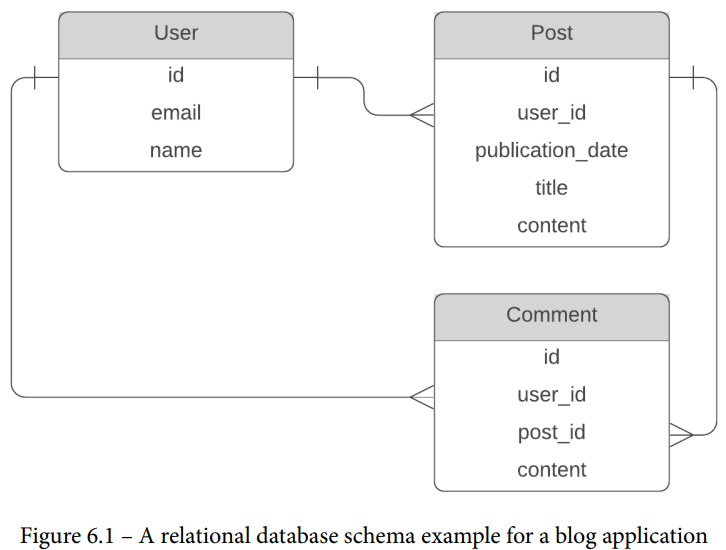 User
id
email
name
Post
id
user_id
publication_date
title
content
Comment
id
user_id
post_id
content
Figure 6.1 – A relational database schema example for a blog application